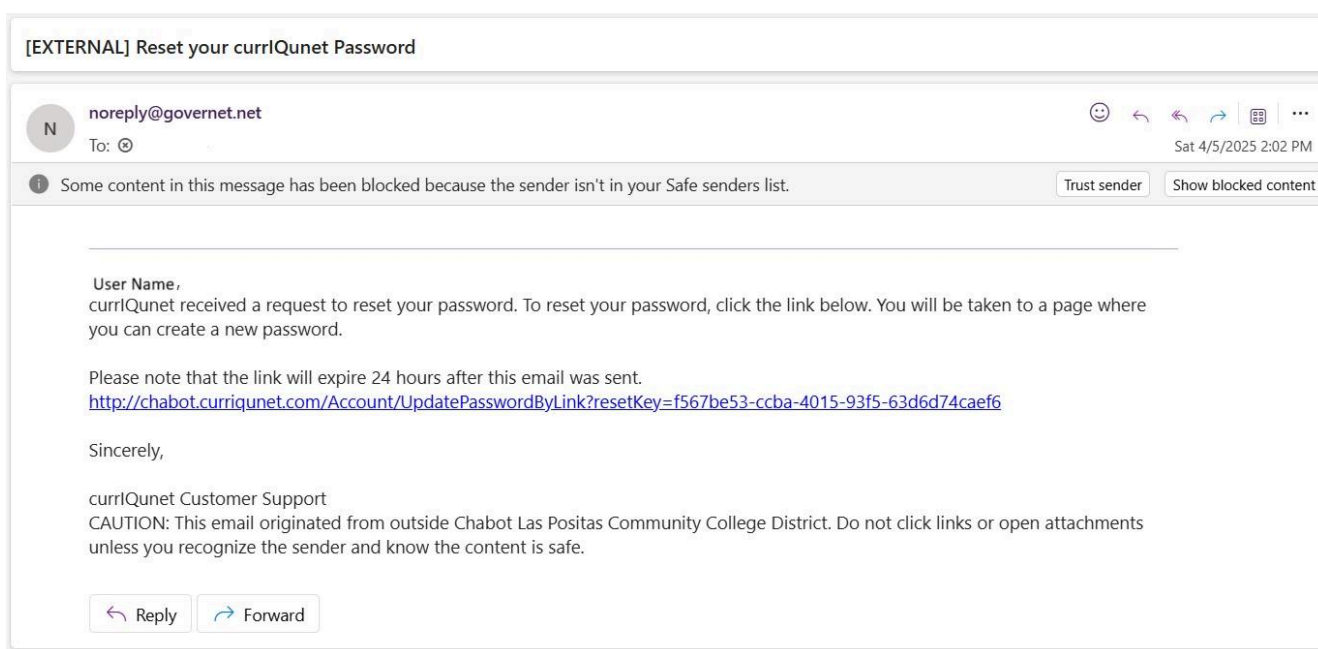 [EXTERNAL] Reset your currIQunet Password
N
noreply@governet.net
To:
Sat 4/5/2025 2:02 PM
Some content in this message has been blocked because the sender isn't in your Safe senders list.
Trust sender
Show blocked content
User Name,
currIQunet received a request to reset your password. To reset your password, click the link below. You will be taken to a page where
you can create a new password.
Please note that the link will expire 24 hours after this email was sent.
http://chabot.curriqunet.com/Account/UpdatePasswordByLink?resetKey=f567be53-ccba-4015-93f5-63d6d74caef6
Sincerely,
currIQunet Customer Support
CAUTION: This email originated from outside Chabot Las Positas Community College District. Do not click links or open attachments
unless you recognize the sender and know the content is safe.
Reply
Forward